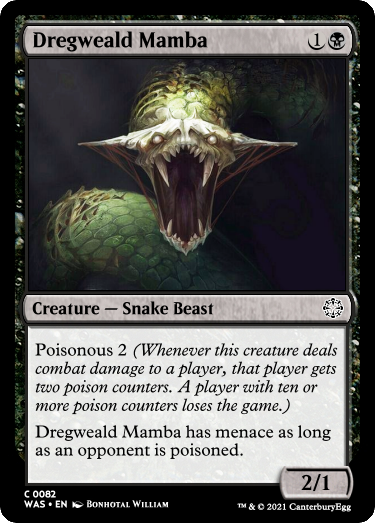 Dregweald Mamba 1
Creature — Snake Beast
Poisonous 2 (Whenever this creature deals
combat damage to a player, that player gets
two poison counters. A player with ten or
more poison counters loses the game.)
Dregweald Mamba has menace as long
as an opponent is poisoned.
2/1
C 0082
WAS • EN Bonhotal William
™ & © 2021 CanterburyEgg